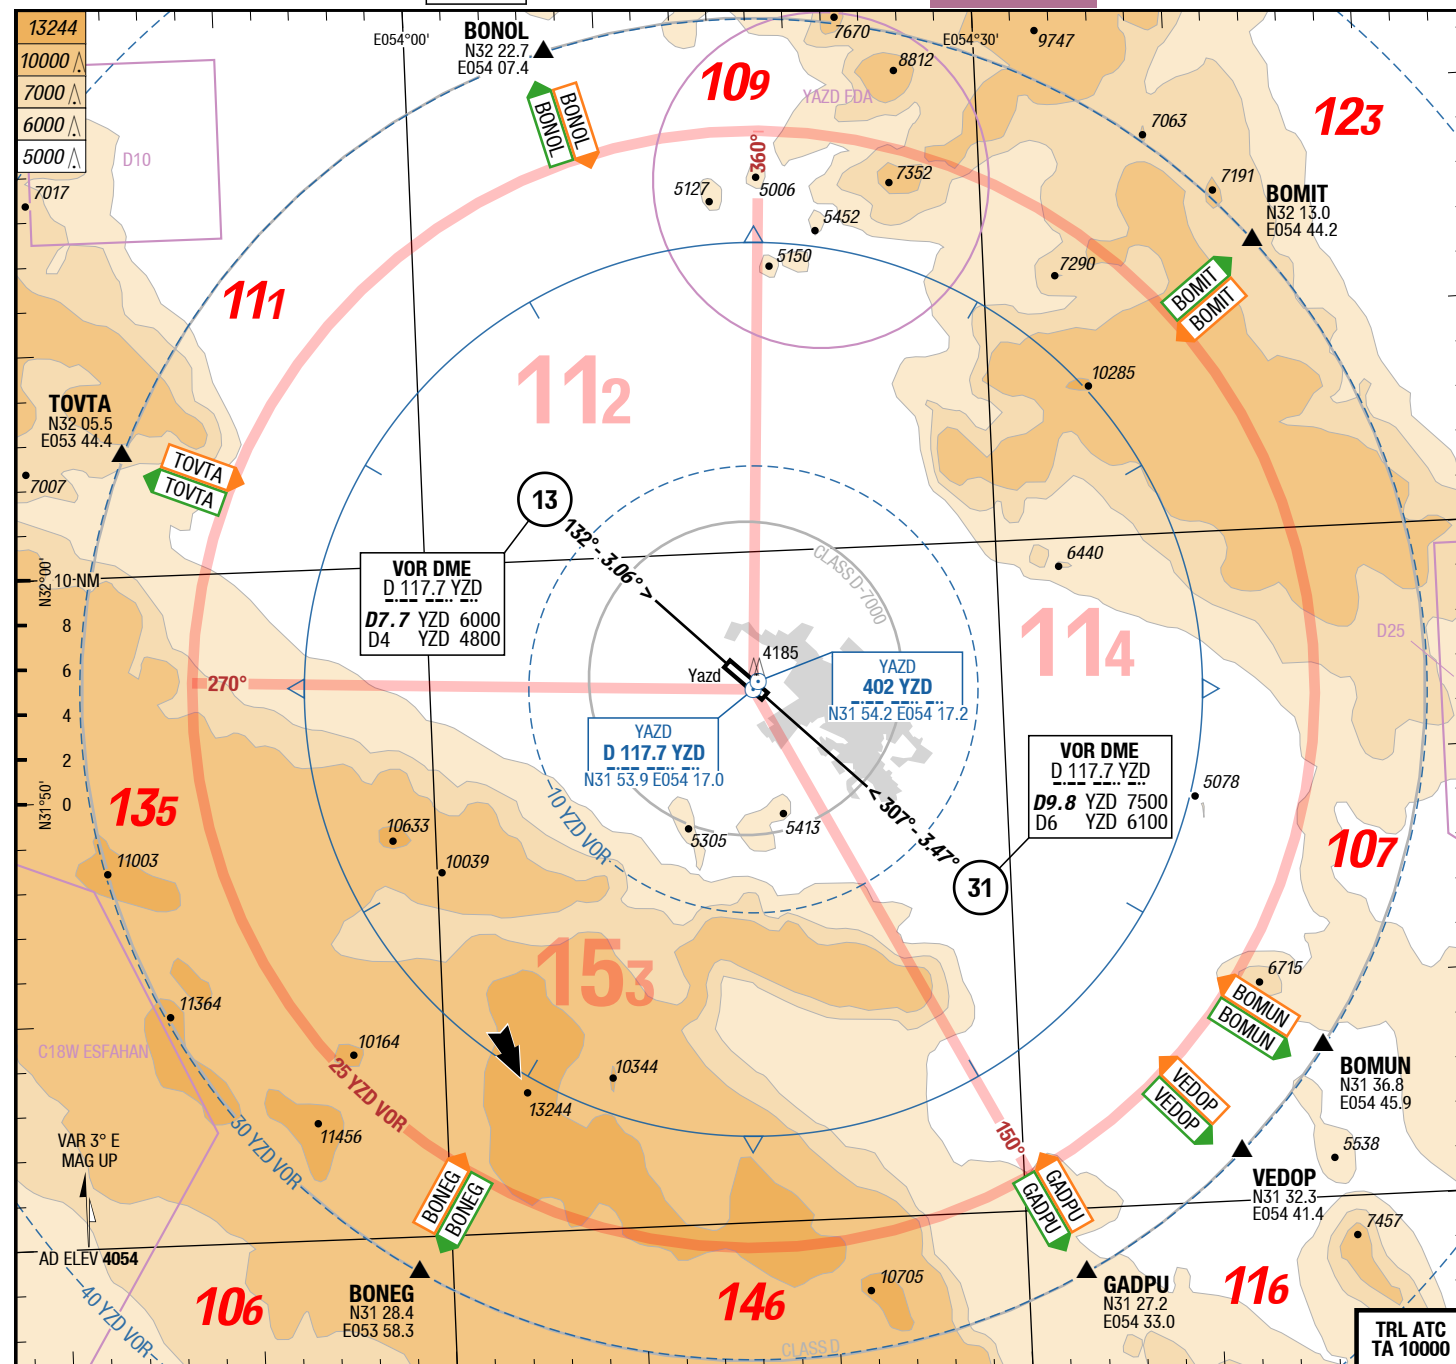 13244
10000
7000
6000
5000
E054°00'
BONOL
N32 22.7
E054 07.4
BONOL
BONOL
7670
8812
E054°30'
9747
109
YAZD FDA
123
7063
D10
7017
360°
5127
5006
7352
5452
7191
BOMIT
N32 13.0
E054 44.2
5150
7290
BOMIT
BOMIT
111
112
10285
TOVTA
N32 05.5
E053 44.4
TOVTA
TOVTA
7007
13
132° - 3.06° >
CLASS D-7000
6440
VOR DME
D 117.7 YZD
D7.7 YZD 6000
D4 YZD 4800
N32°00'
10 NM
8
6
4
2
0
N31°50'
114
D25
4185
Yazd
YAZD
402 YZD
N31 54.2 E054 17.2
270°
YAZD
D 117.7 YZD
N31 53.9 E054 17.0
VOR DME
D 117.7 YZD
D9.8 YZD 7500
D6 YZD 6100
5078
135
10 YZD VOR
5305
5413
< 307° - 3.47°
31
107
10633
10039
11003
153
6715
BOMUN
BOMUN
11364
C18W ESFAHAN
10164
25 YZD VOR
10344
13244
11456
30 YZD VOR
VEDOP
VEDOP
BOMUN
N31 36.8
E054 45.9
5538
150°
VAR 3° E
MAG UP
VEDOP
N31 32.3
E054 41.4
7457
BONEG
BONEG
GADPU
GADPU
AD ELEV 4054
BONEG
N31 28.4
E053 58.3
10705
GADPU
N31 27.2
E054 33.0
106
146
116
40 YZD VOR
CLASS D
TRL ATC
TA 10000